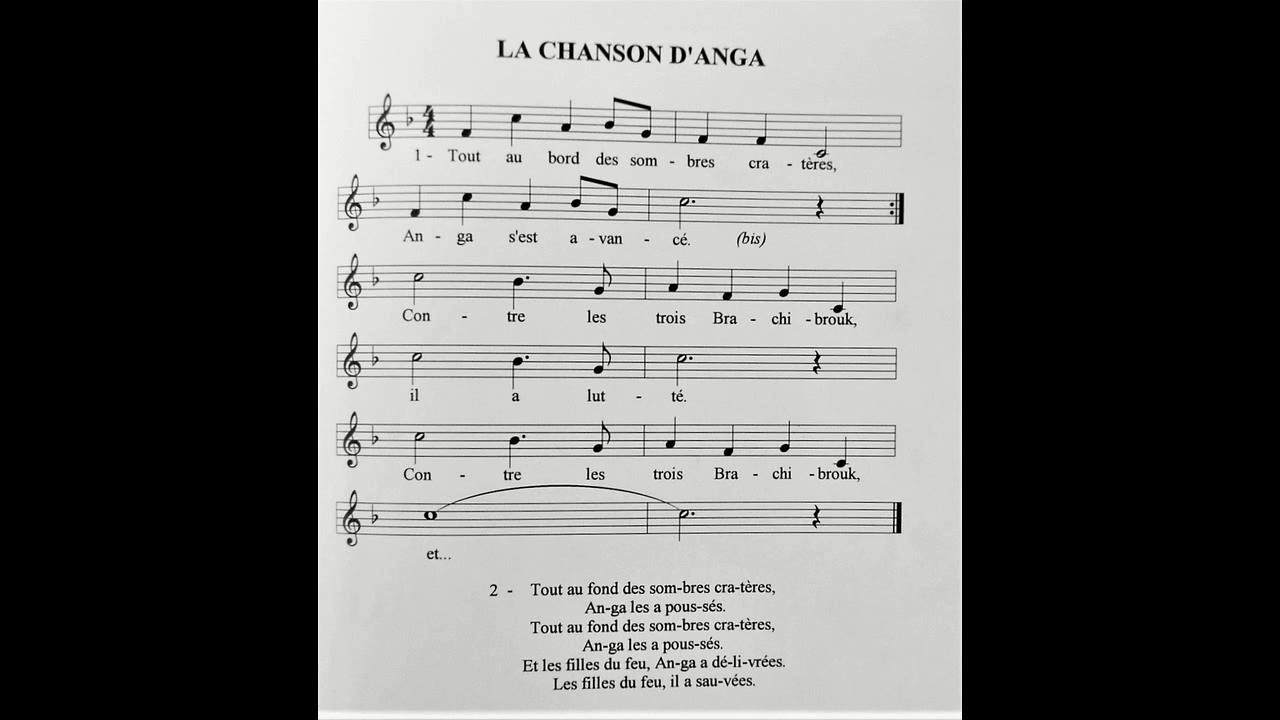 LA CHANSON D'ANGA
4
4
1 - Tout au bord des som - bres cra - tères,
An - ga s'est a - van - cé. (bis)
Con - tre les trois Bra - chi - brouk,
il a lut - té.
Con - tre les trois Bra - chi - brouk,
et...
2 - Tout au fond des som-bres cra-tères,
An-ga les a pous-sés.
Tout au fond des som-bres cra-tères,
An-ga les a pous-sés.
Et les filles du feu, An-ga a dé-li-vrées.
Les filles du feu, il a sau-vées.